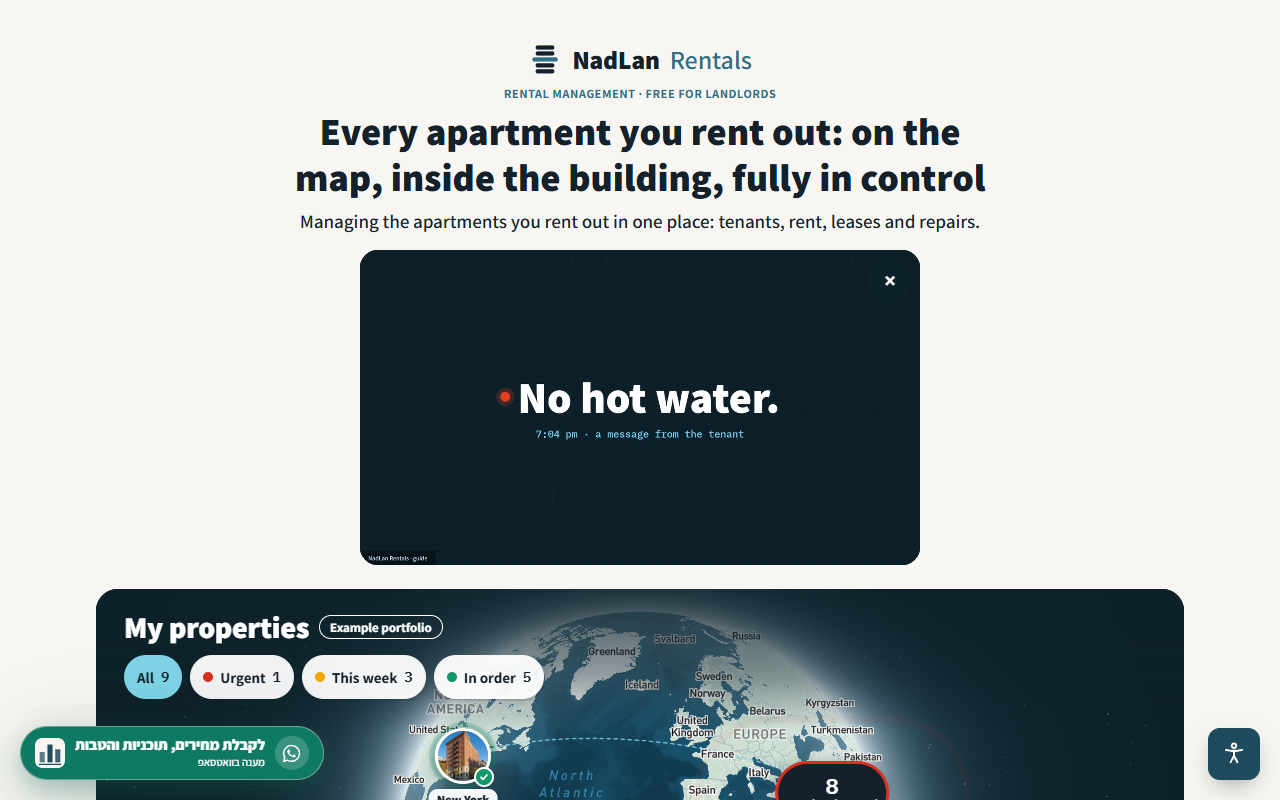 NadLan Rentals
RENTAL MANAGEMENT · FREE FOR LANDLORDS
Every apartment you rent out: on the
map, inside the building, fully in control
Managing the apartments you rent out in one place: tenants, rent, leases and repairs.
No hot water.
7:04 pm · a message from the tenant
NadLan Rentals · guide
My properties
Example portfolio
All 9
Urgent 1
This week 3
In order 5
Greenland
Svalbard
Russia
Iceland
Sweden
Norway
AMERICA
Kyrgyzstan
Belarus
United
Kingdom
EUROPE
Turkmenistan
France
Pakistan
Italy
Mexico
Spain
North
Atlantic
New York
8
לקבלת מחירים, תוכניות והטבות
מענה בוואטסאפ